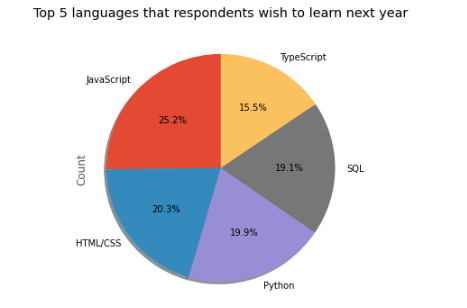 Top 5 languages that respondents wish to learn next year
TypeScript
JavaScript
15.5%
25.2%
Count
19.1%
SQL
20.3%
19.9%
HTML/CSS
Python